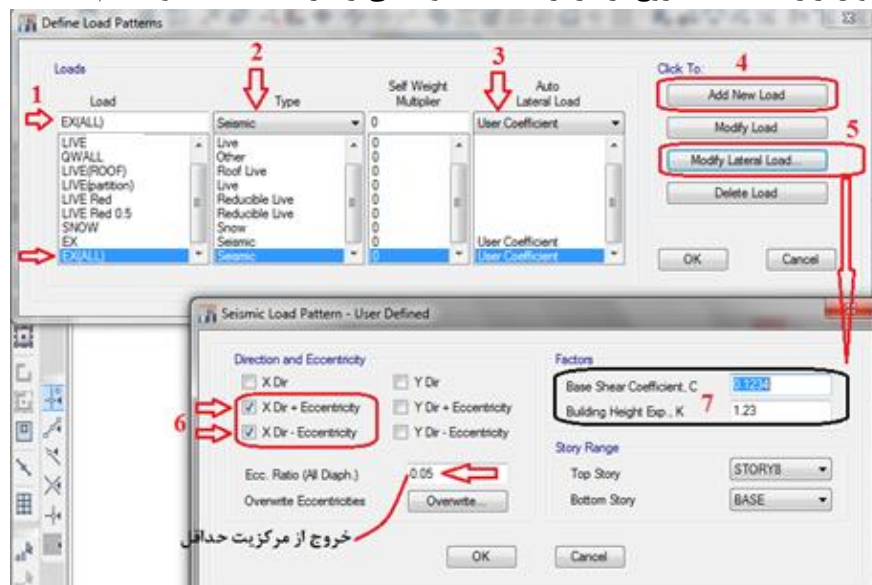 Define Load Patterns
Loads
Click To:
1
2
3
4
Load
Type
Self Weight Multiplier
Auto Lateral Load
EX(ALL)
Seismic
0
User Coefficient
Add New Load
LIVE
Live
0
QWALL
Other
0
LIVE(ROOF)
Roof Live
0
LIVE(partition)
Live
0
LIVE Red
Reducible Live
0
LIVE Red 0.5
Reducible Live
0
SNOW
Snow
0
EX
Seismic
0
User Coefficient
EX(ALL)
Seismic
0
User Coefficient
Modify Load
5
Modify Lateral Load...
Delete Load
OK
Cancel
Seismic Load Pattern - User Defined
Direction and Eccentricity
X Dir
Y Dir
6
X Dir + Eccentricity
Y Dir + Eccentricity
X Dir - Eccentricity
Y Dir - Eccentricity
Ecc. Ratio (All Diaph.)
0.05
Overwrite Eccentricities
Overwrite...
خروج از مرکزیت حداقل
Factors
Base Shear Coefficient, C
0.1234
Building Height Exp., K
7
1.23
Story Range
Top Story
STORY8
Bottom Story
BASE
OK
Cancel